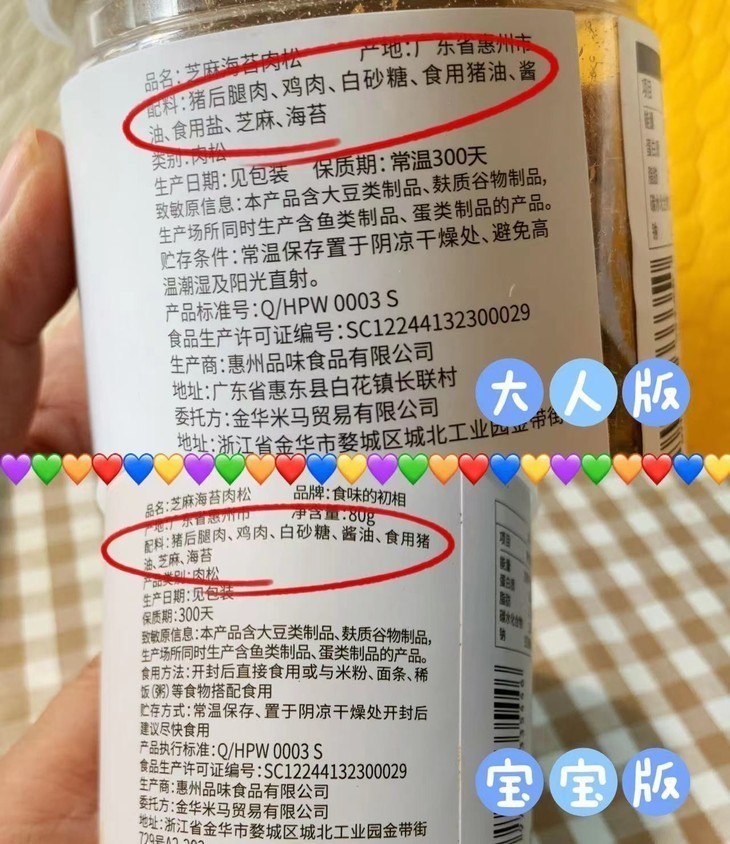 品名:芝麻海苔肉松 产地:广东省惠州市
配料:猪后腿肉、鸡肉、白砂糖、食用猪油、酱
油、食用盐、芝麻、海苔
类别:肉松
生产日期:见包装 保质期:常温300天
致敏原信息:本产品含大豆类制品、麸质谷物制品,
生产场所同时生产含鱼类制品、蛋类制品的产品。
贮存条件:常温保存置于阴凉干燥处、避免高
温潮湿及阳光直射。
产品标准号:Q/HPW 0003 S
食品生产许可证编号:SC12244132300029
生产商:惠州品味食品有限公司
地址:广东省惠东县白花镇长联村
委托方:金华米马贸易有限公司
地址:浙江省金华市婺城区城北工业园金带街
大人版
品名:芝麻海苔肉松 品牌:食味的初相
产地:广东省惠州市 净含量:80g
配料:猪后腿肉、鸡肉、白砂糖、酱油、食用猪
油、芝麻、海苔
产品类别:肉松
生产日期:见包装
保质期:300天
致敏原信息:本产品含大豆类制品、麸质谷物制品,
生产场所同时生产含鱼类制品、蛋类制品的产品。
食用方法:开封后直接食用或与米粉、面条、稀
饭(粥)等食物搭配食用
贮存方式:常温保存、置于阴凉干燥处开封后
建议尽快食用
产品执行标准:Q/HPW 0003 S
食品生产许可证编号:SC12244132300029
生产商:惠州品味食品有限公司
委托方:金华米马贸易有限公司
地址:浙江省金华市婺城区城北工业园金带街
项目
能量
蛋白质
脂肪
碳水化合物
钠
宝宝版